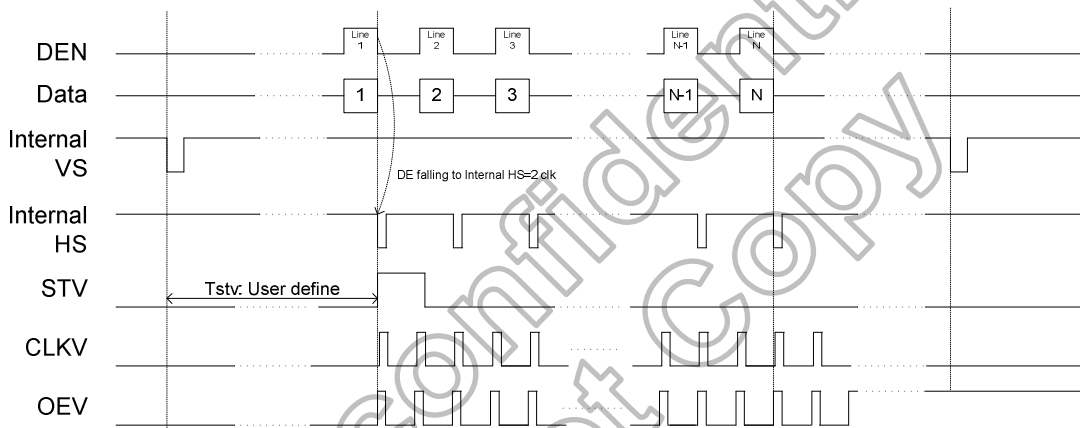 DEN
Line
1
Line
2
Line
3
Line
N-1
Line
N
Data
1
2
3
N-1
N
Internal
VS
DE falling to Internal HS=2 clk
Internal
HS
STV
Tstv: User define
CLKV
OEV
Confidential
Copy